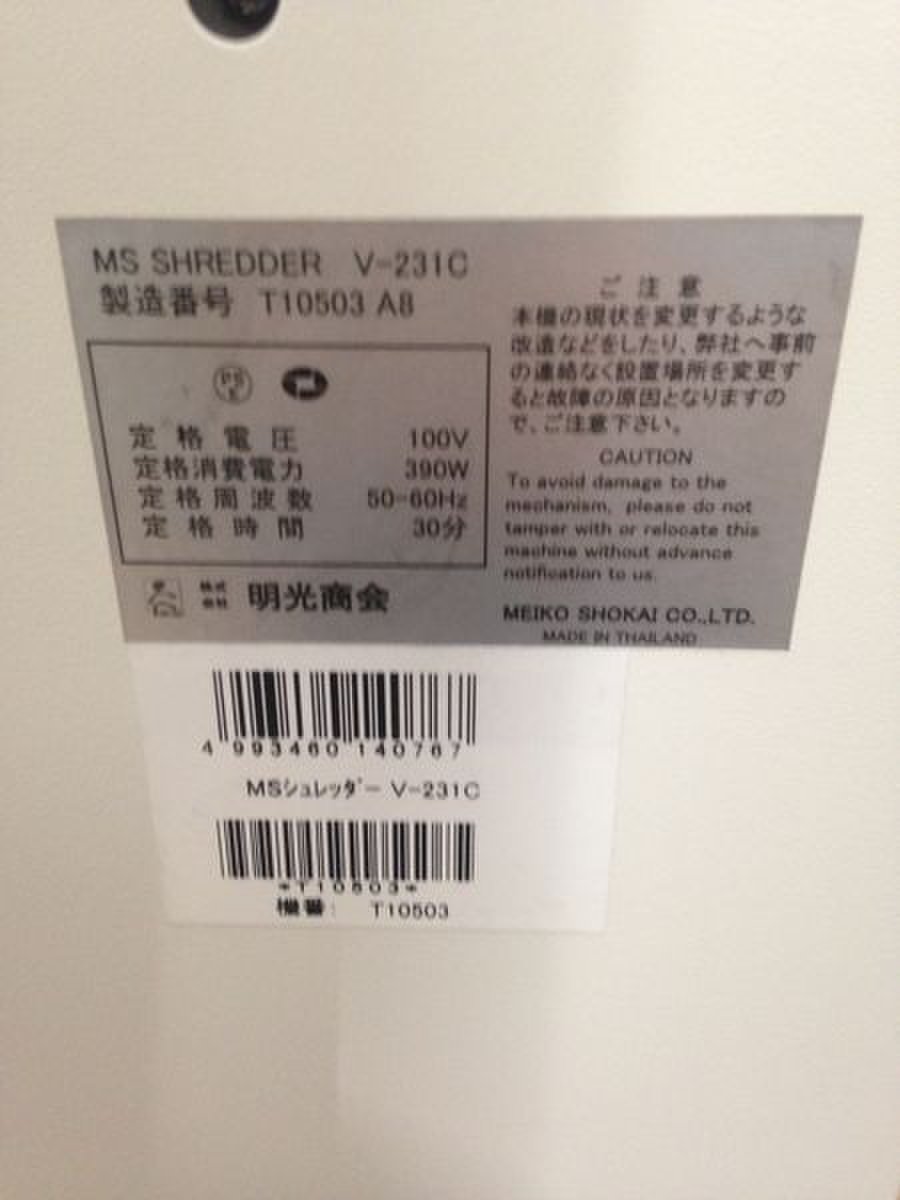 MS SHREDDER V-231C
製造番号 T10503 A8
PS
E
定格電圧 100V
定格消費電力 390W
定格周波数 50-60Hz
定格時間 30分
株式会社 明光商会
ご注意
本機の現状を変更するような
改造などをしたり、弊社へ事前
の連絡なく設置場所を変更す
ると故障の原因となりますの
で、ご注意下さい。
CAUTION
To avoid damage to the
mechanism, please do not
tamper with or relocate this
machine without advance
notification to us.
MEIKO SHOKAI CO.,LTD.
MADE IN THAILAND
4 993460 140767
MSシュレッダー V-231C
*T10503*
機番: T10503